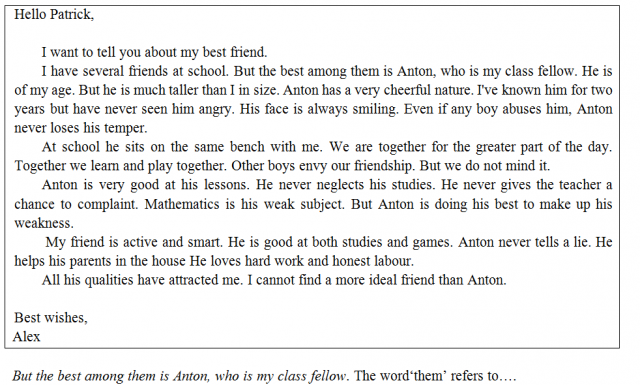 Hello Patrick,
I want to tell you about my best friend.
I have several friends at school. But the best among them is Anton, who is my class fellow. He is
of my age. But he is much taller than I in size. Anton has a very cheerful nature. I've known him for two
years but have never seen him angry. His face is always smiling. Even if any boy abuses him, Anton
never loses his temper.
At school he sits on the same bench with me. We are together for the greater part of the day.
Together we learn and play together. Other boys envy our friendship. But we do not mind it.
Anton is very good at his lessons. He never neglects his studies. He never gives the teacher a
chance to complaint. Mathematics is his weak subject. But Anton is doing his best to make up his
weakness.
My friend is active and smart. He is good at both studies and games. Anton never tells a lie. He
helps his parents in the house He loves hard work and honest labour.
All his qualities have attracted me. I cannot find a more ideal friend than Anton.
Best wishes,
Alex
But the best among them is Anton, who is my class fellow. The word‘them’ refers to….